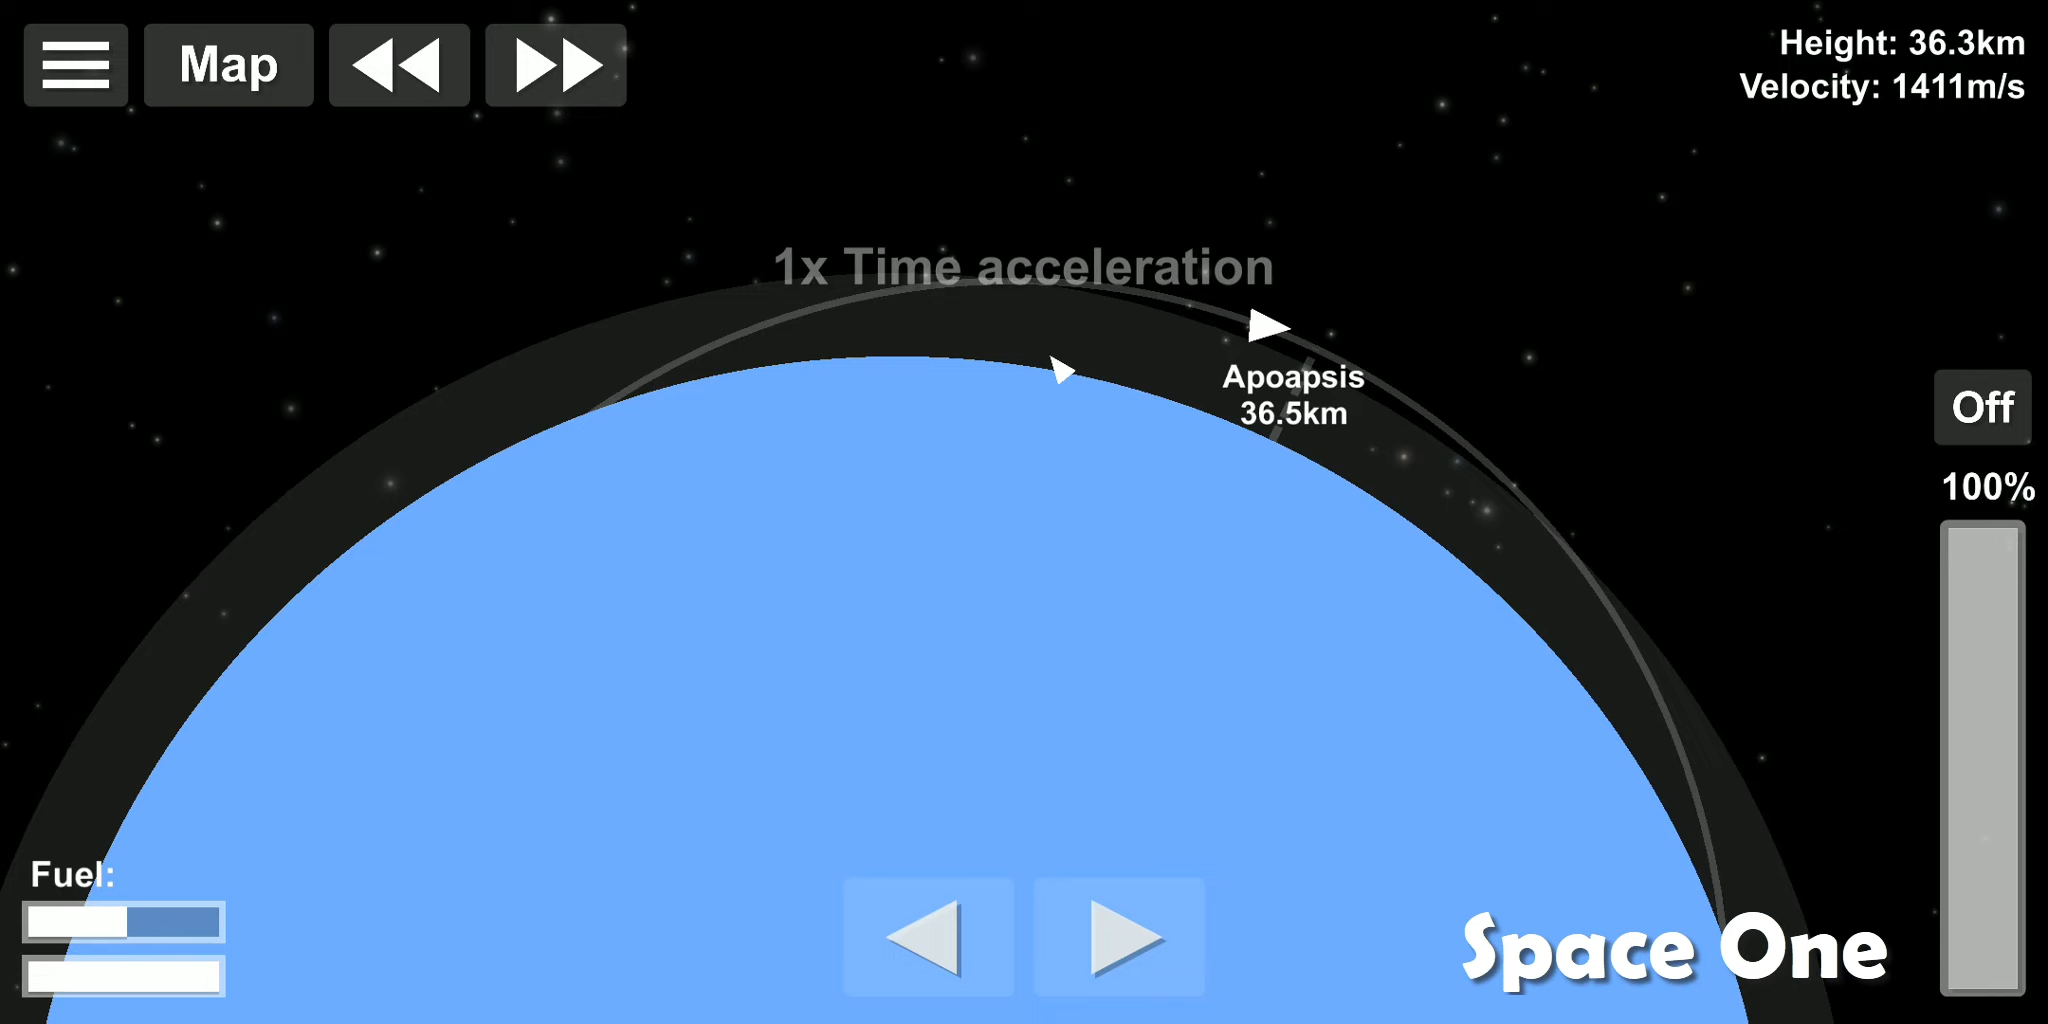 Map
Height: 36.3km
Velocity: 1411m/s
1x Time acceleration
Apoapsis
36.5km
Off
100%
Fuel:
Space One